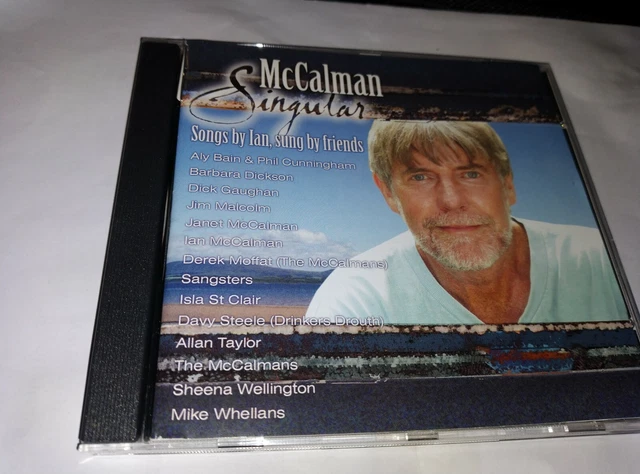 McCalman
Singular
Songs by Ian, sung by friends
Aly Bain & Phil Cunningham
Barbara Dickson
Dick Gaughan
Jim Malcolm
Janet McCalman
Ian McCalman
Derek Moffat (The McCalmans)
Sangsters
Isla St Clair
Davy Steele (Drinkers Drouth)
Allan Taylor
The McCalmans
Sheena Wellington
Mike Whellans